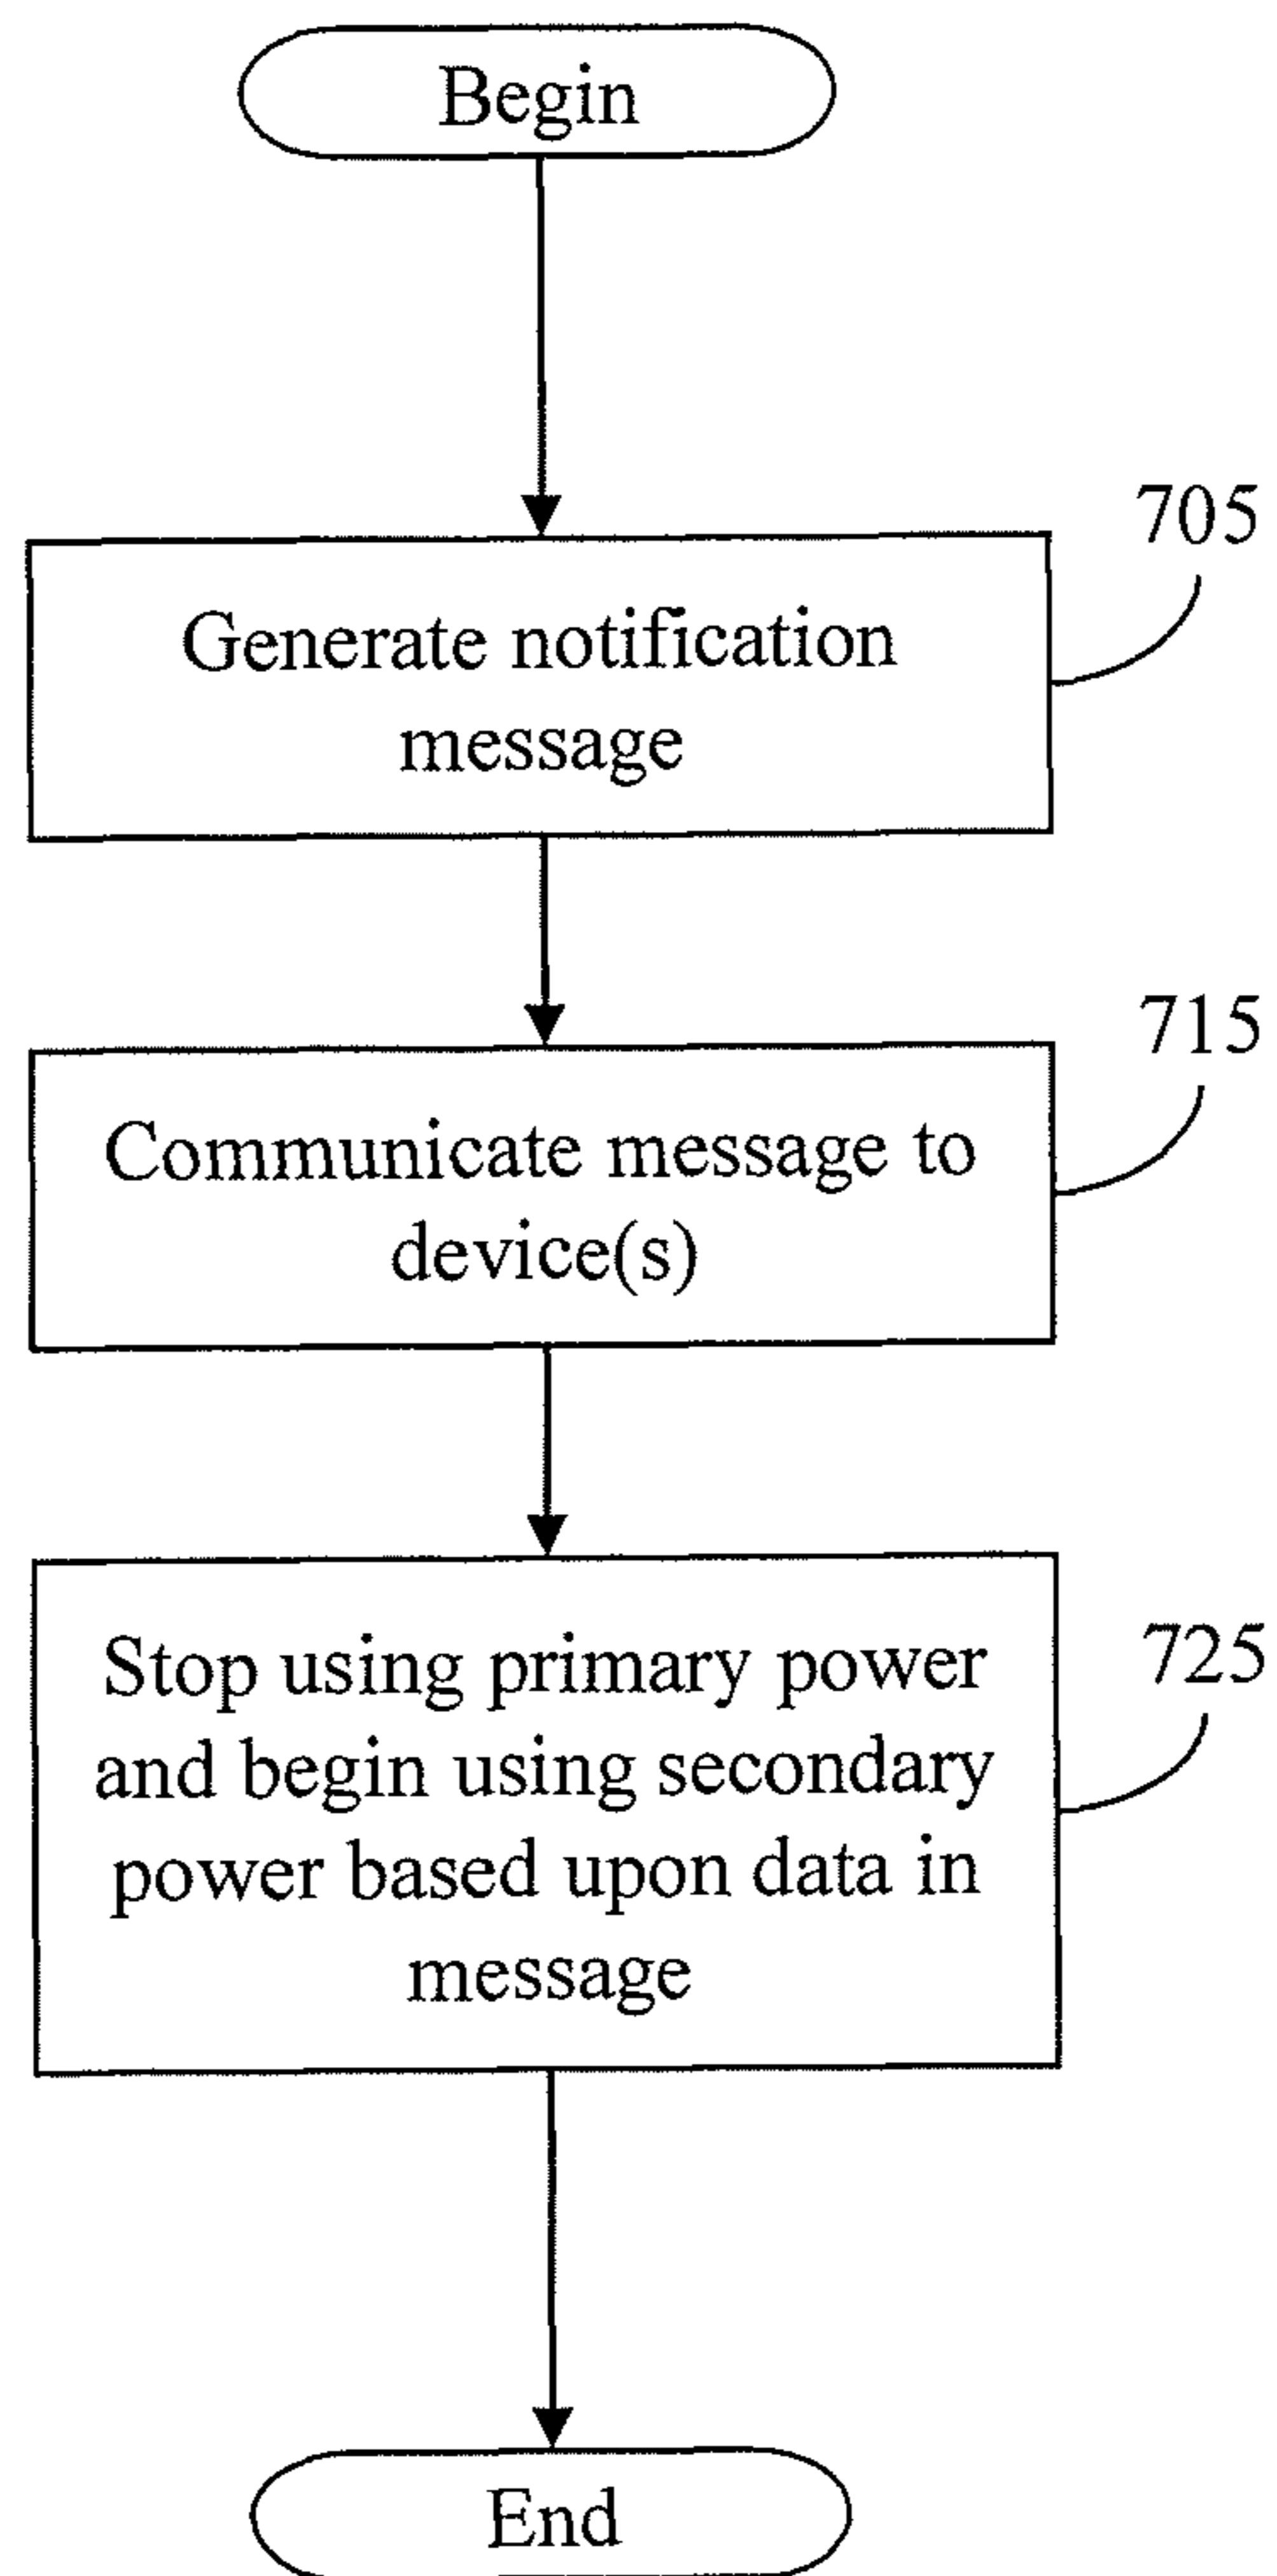 Begin
705
Generate notification
message
715
Communicate message to
device(s)
725
Stop using primary power
and begin using secondary
power based upon data in
message
End